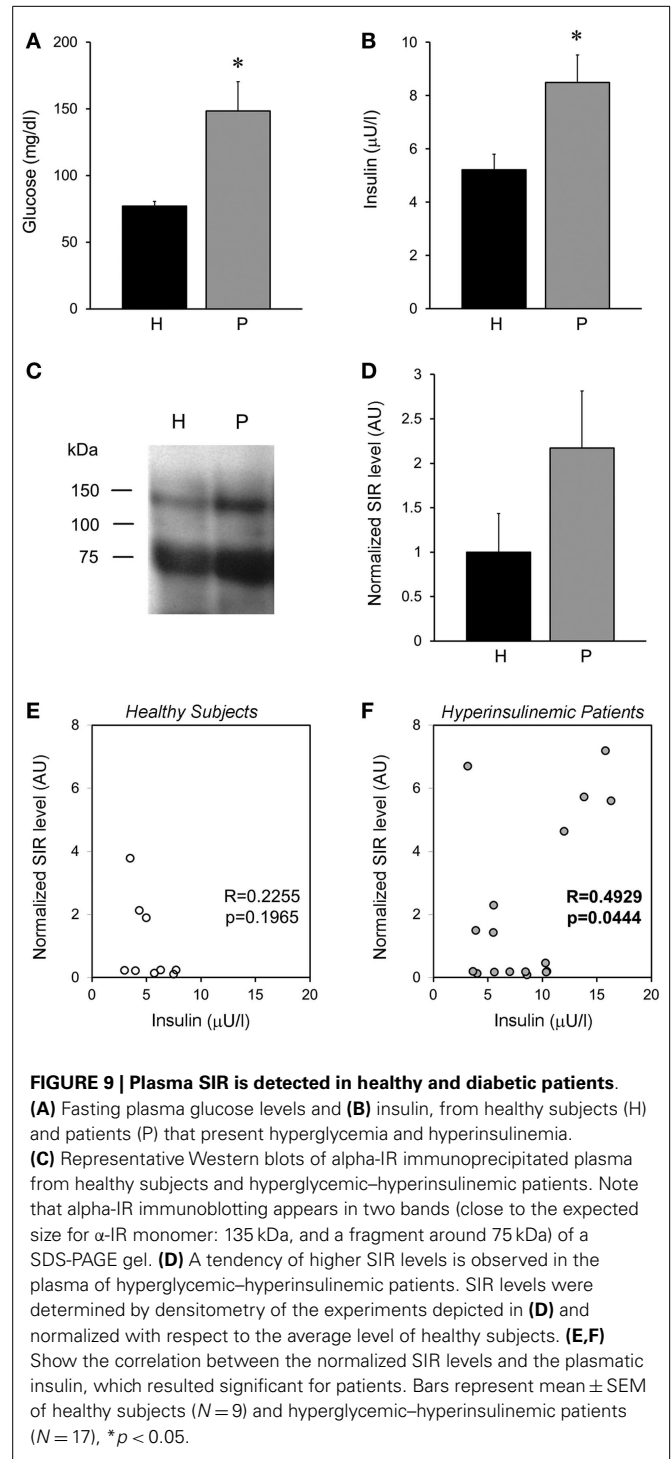 A
200
150
100
50
0
Glucose (mg/dl)
*
H
P
B
10
8
6
4
2
0
Insulin (μU/l)
*
H
P
C
H P
kDa
150
100
75
D
3
2.5
2
1.5
1
0.5
0
Normalized SIR level (AU)
H
P
E
Healthy Subjects
8
6
4
2
0
Normalized SIR level (AU)
R=0.2255
p=0.1965
0 5 10 15 20
Insulin (μU/l)
F
Hyperinsulinemic Patients
8
6
4
2
0
Normalized SIR level (AU)
R=0.4929
p=0.0444
0 5 10 15 20
Insulin (μU/l)
FIGURE 9 | Plasma SIR is detected in healthy and diabetic patients.
(A) Fasting plasma glucose levels and (B) insulin, from healthy subjects (H)
and patients (P) that present hyperglycemia and hyperinsulinemia.
(C) Representative Western blots of alpha-IR immunoprecipitated plasma
from healthy subjects and hyperglycemic–hyperinsulinemic patients. Note
that alpha-IR immunoblotting appears in two bands (close to the expected
size for α-IR monomer: 135 kDa, and a fragment around 75 kDa) of a
SDS-PAGE gel. (D) A tendency of higher SIR levels is observed in the
plasma of hyperglycemic–hyperinsulinemic patients. SIR levels were
determined by densitometry of the experiments depicted in (D) and
normalized with respect to the average level of healthy subjects. (E,F)
Show the correlation between the normalized SIR levels and the plasmatic
insulin, which resulted significant for patients. Bars represent mean ± SEM
of healthy subjects (N = 9) and hyperglycemic–hyperinsulinemic patients
(N = 17), *p < 0.05.